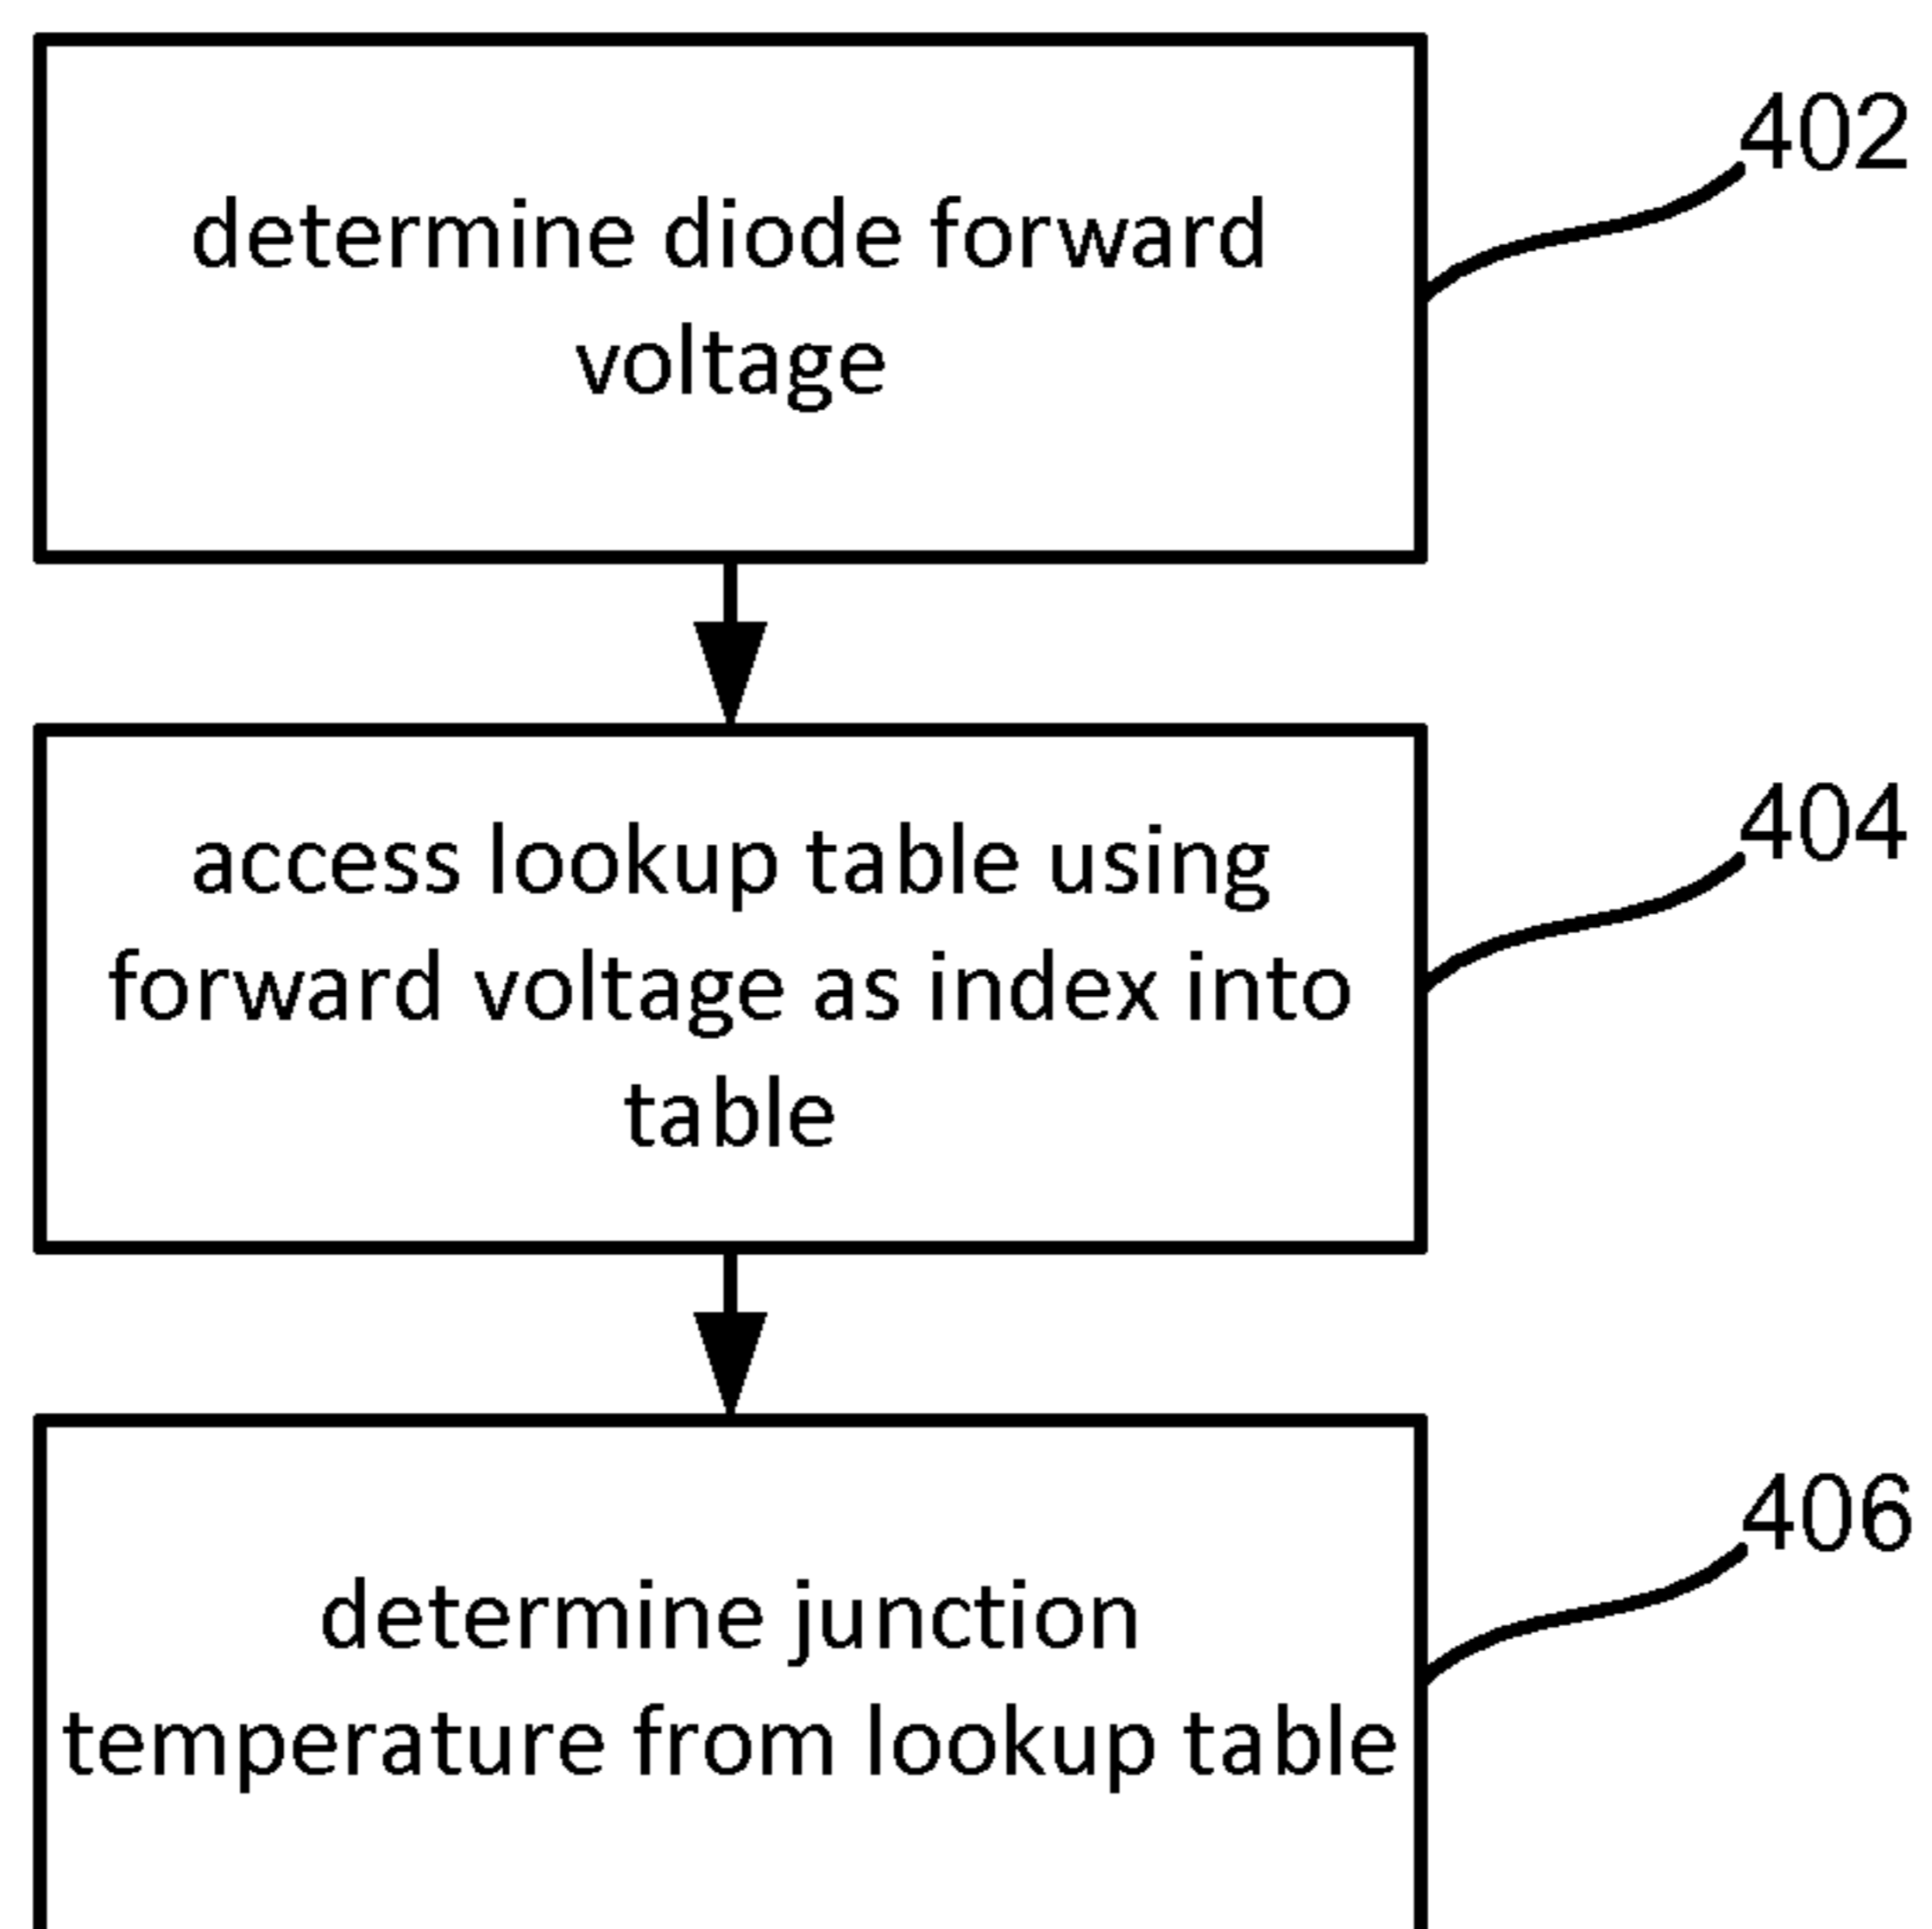 402
determine diode forward
voltage
404
access lookup table using
forward voltage as index into
table
406
determine junction
temperature from lookup table